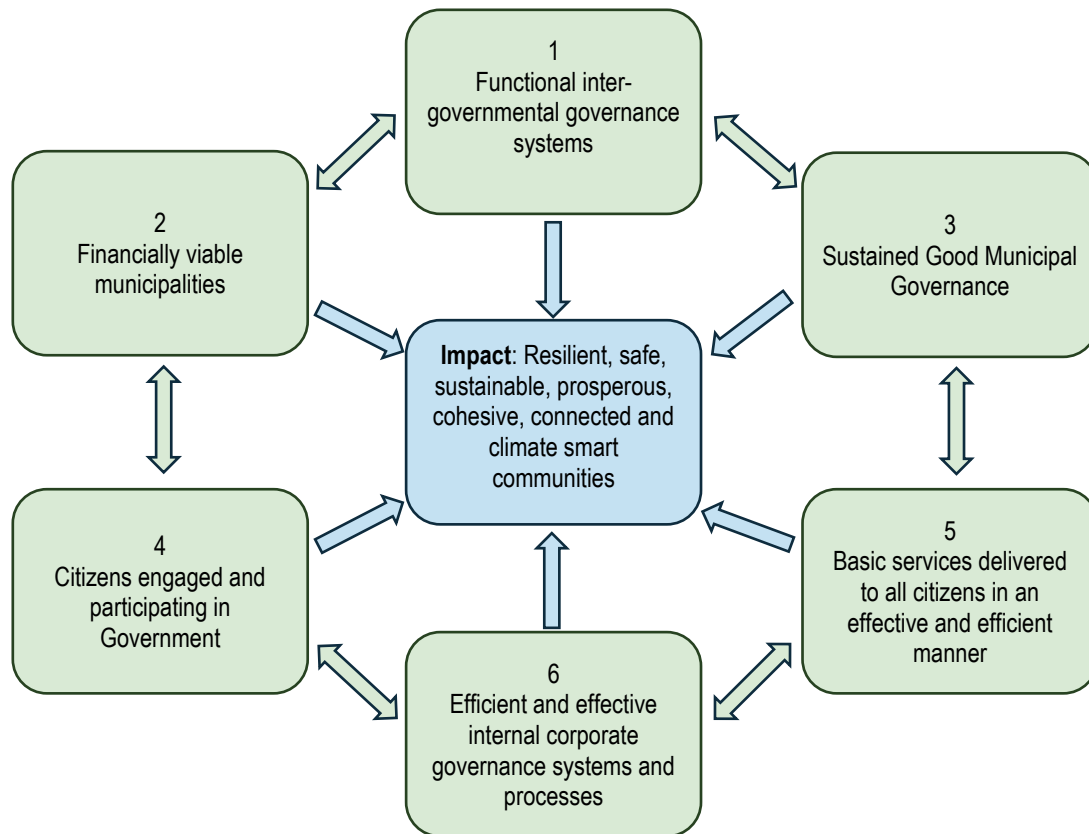 1
Functional inter-
governmental governance
systems
2
Financially viable
municipalities
3
Sustained Good Municipal
Governance
Impact: Resilient, safe,
sustainable, prosperous,
cohesive, connected and
climate smart
communities
4
Citizens engaged and
participating in
Government
5
Basic services delivered
to all citizens in an
effective and efficient
manner
6
Efficient and effective
internal corporate
governance systems and
processes